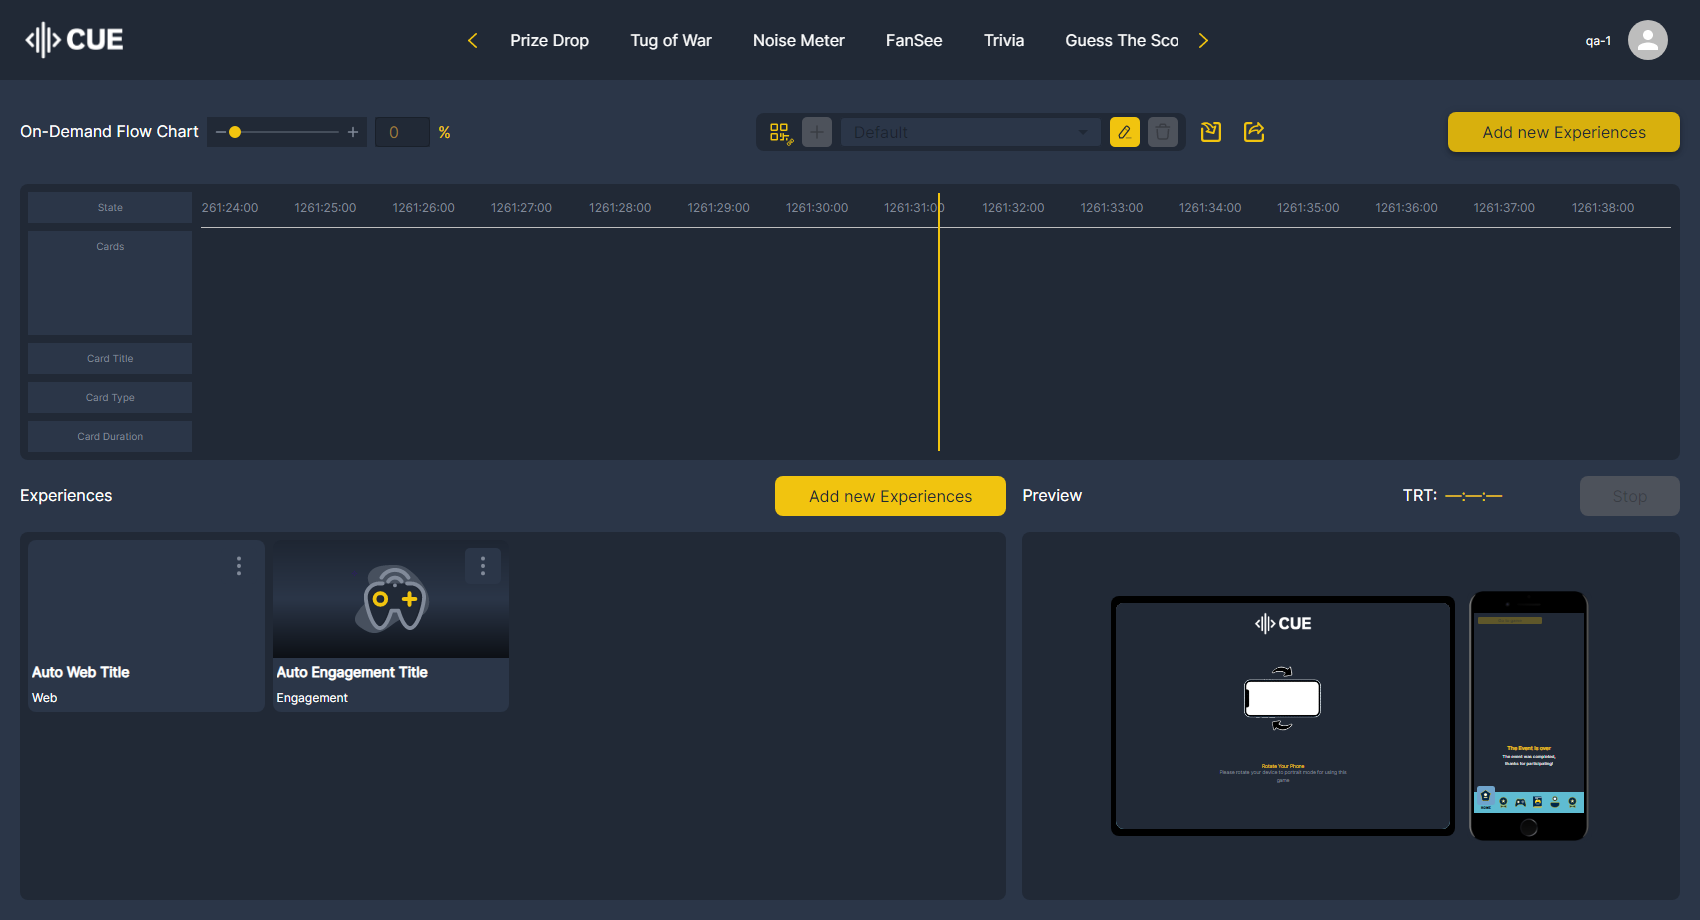 CUE
Prize Drop
Tug of War
Noise Meter
FanSee
Trivia
Guess The Sco
qa-1
On-Demand Flow Chart
0
%
Default
Add new Experiences
State
261:24:00
1261:25:00
1261:26:00
1261:27:00
1261:28:00
1261:29:00
1261:30:00
1261:31:00
1261:32:00
1261:33:00
1261:34:00
1261:35:00
1261:36:00
1261:37:00
1261:38:00
Cards
Card Title
Card Type
Card Duration
Experiences
Add new Experiences
Preview
TRT: —:—:—
Stop
Auto Web Title
Web
Auto Engagement Title
Engagement
CUE
Rotate Your Phone
Please rotate your device to portrait mode for using this
game
The Event is over
The event was completed,
thanks for participating!
HOME